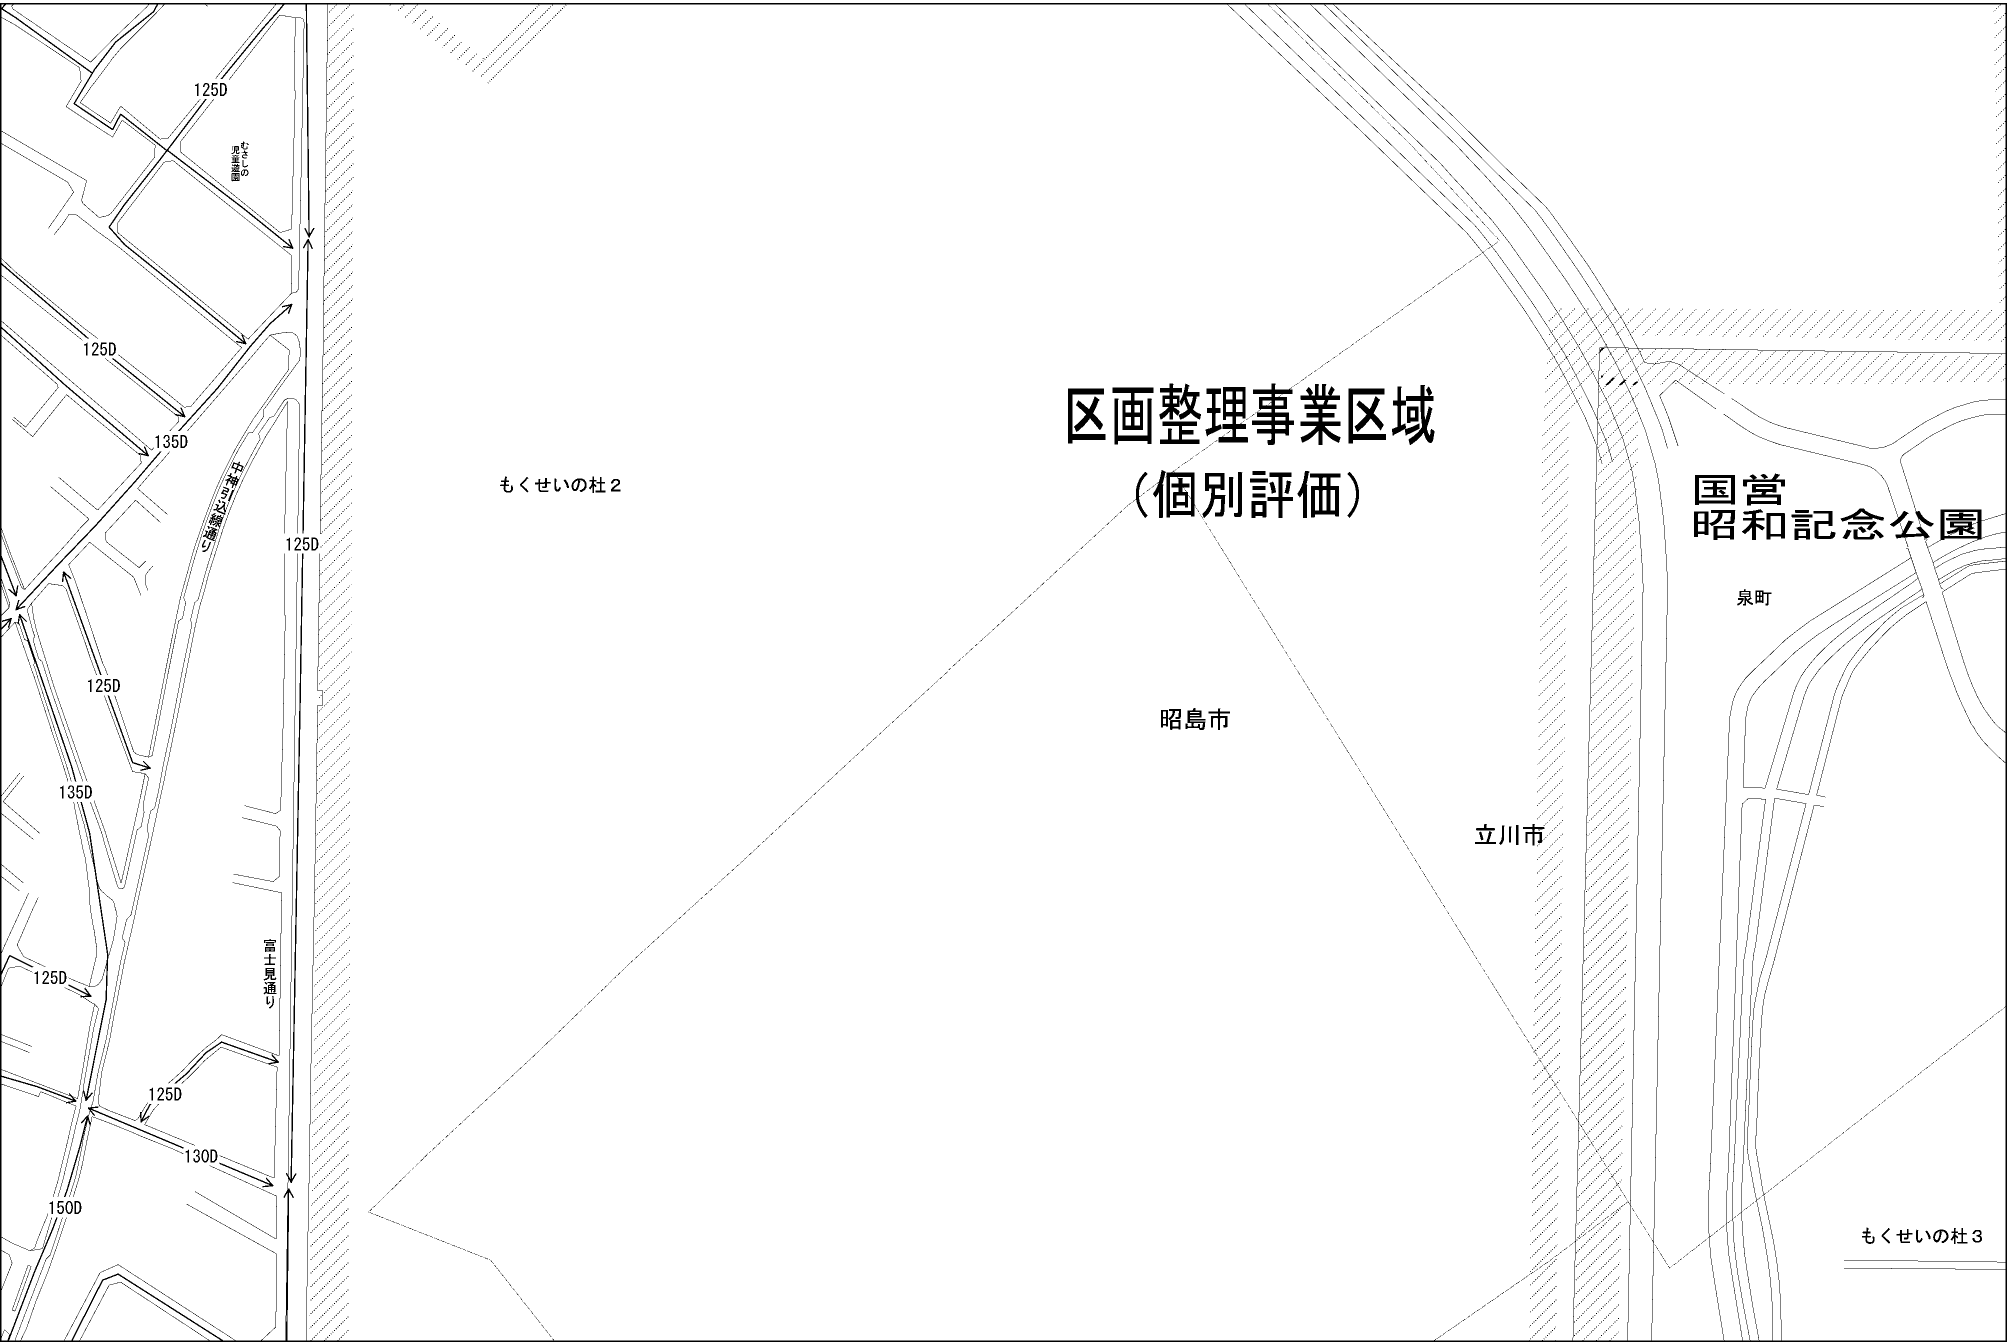 125D
むさしの
児童遊園
125D
135D
区画整理事業区域
(個別評価)
もくせいの杜2
中神引込線通り
125D
国営
昭和記念公園
泉町
125D
昭島市
135D
立川市
富士見通り
125D
125D
130D
150D
もくせいの杜3